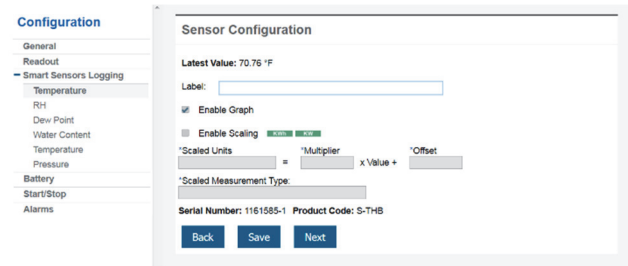 Configuration
General
Readout
Smart Sensors Logging
Temperature
RH
Dew Point
Water Content
Temperature
Pressure
Battery
Start/Stop
Alarms
Sensor Configuration
Latest Value: 70.76 °F
Label:
Enable Graph
Enable Scaling KWh KW
*Scaled Units *Multiplier *Offset
= x Value +
*Scaled Measurement Type:
Serial Number: 1161585-1 Product Code: S-THB
Back Save Next